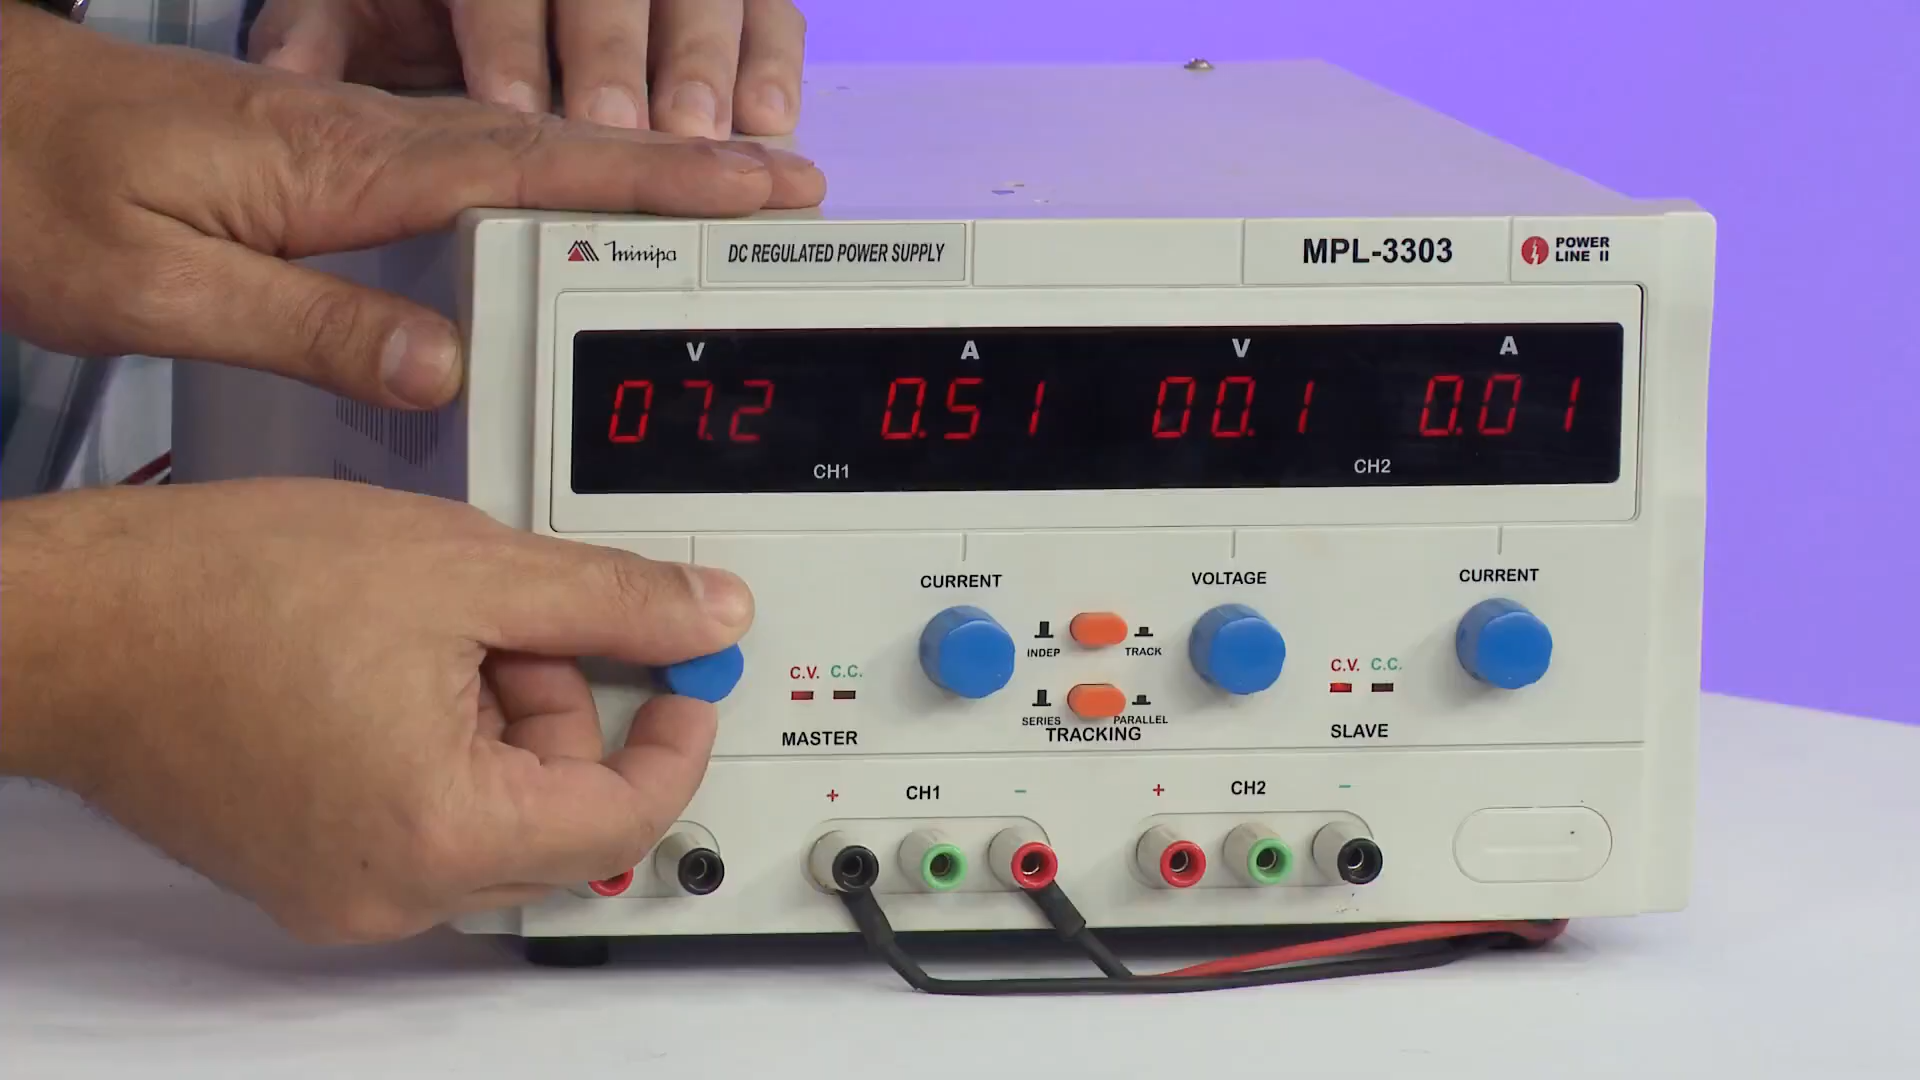 minipa
DC REGULATED POWER SUPPLY
MPL-3303
POWER
LINE II
V A V A
07.2 0.51 00.1 0.01
CH1 CH2
CURRENT VOLTAGE CURRENT
INDEP TRACK
C.V. C.C. C.V. C.C.
SERIES PARALLEL
MASTER TRACKING SLAVE
+ CH1 - + CH2 -